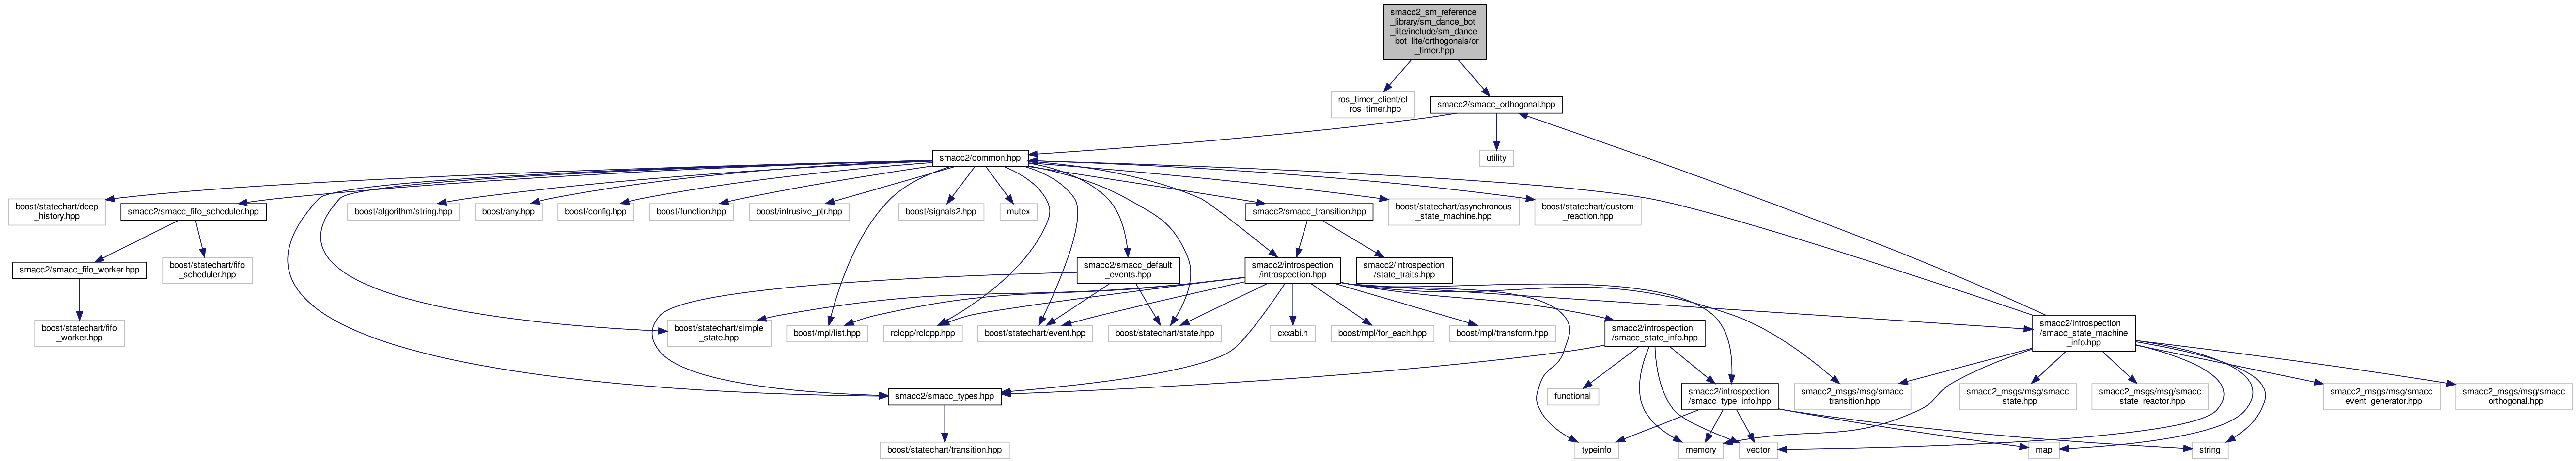 smacc2_sm_reference
_library/sm_dance_bot
_lite/include/sm_dance
_bot_lite/orthogonals/or
_timer.hpp
ros_timer_client/cl
_ros_timer.hpp
smacc2/smacc_orthogonal.hpp
smacc2/common.hpp
utility
boost/statechart/deep
_history.hpp
smacc2/smacc_fifo_scheduler.hpp
boost/algorithm/string.hpp
boost/any.hpp
boost/config.hpp
boost/function.hpp
boost/intrusive_ptr.hpp
boost/signals2.hpp
mutex
smacc2/smacc_transition.hpp
boost/statechart/asynchronous
_state_machine.hpp
boost/statechart/custom
_reaction.hpp
smacc2/smacc_fifo_worker.hpp
boost/statechart/fifo
_scheduler.hpp
smacc2/smacc_default
_events.hpp
smacc2/introspection
/introspection.hpp
smacc2/introspection
/state_traits.hpp
boost/statechart/fifo
_worker.hpp
boost/statechart/simple
_state.hpp
boost/mpl/list.hpp
rclcpp/rclcpp.hpp
boost/statechart/event.hpp
boost/statechart/state.hpp
cxxabi.h
boost/mpl/for_each.hpp
boost/mpl/transform.hpp
smacc2/introspection
/smacc_state_info.hpp
smacc2/introspection
/smacc_state_machine
_info.hpp
smacc2/smacc_types.hpp
functional
smacc2/introspection
/smacc_type_info.hpp
smacc2_msgs/msg/smacc
_transition.hpp
smacc2_msgs/msg/smacc
_state.hpp
smacc2_msgs/msg/smacc
_state_reactor.hpp
smacc2_msgs/msg/smacc
_event_generator.hpp
smacc2_msgs/msg/smacc
_orthogonal.hpp
boost/statechart/transition.hpp
typeinfo
memory
vector
map
string